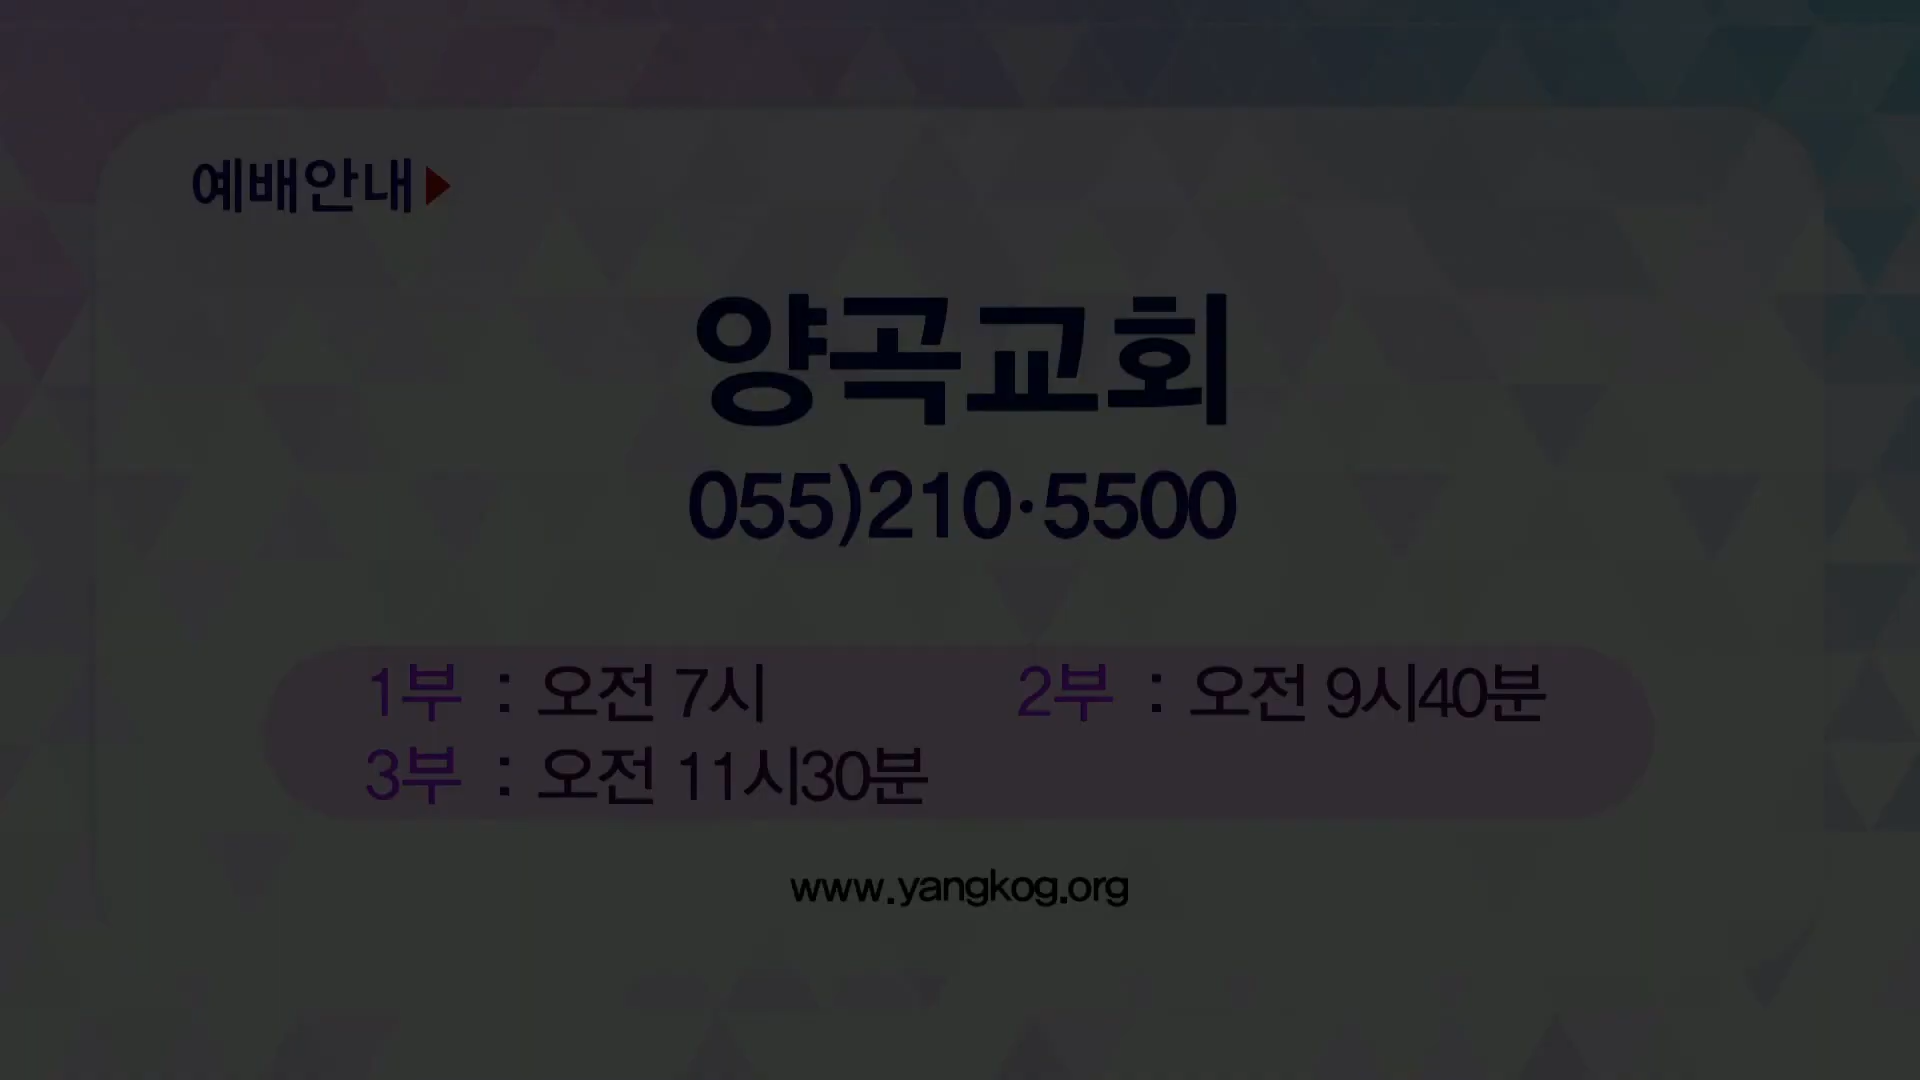 예배안내▶
양곡교회
055)210·5500
1부 : 오전 7시 2부 : 오전 9시40분
3부 : 오전 11시30분
www.yangkog.org